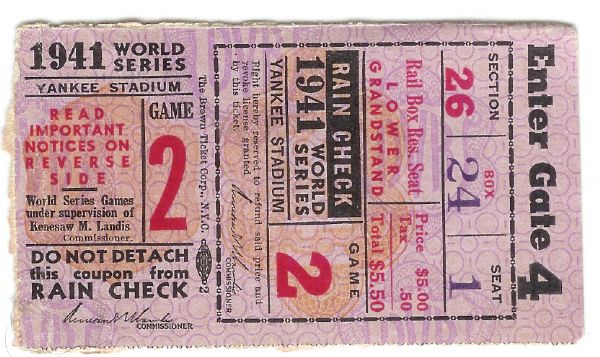 1941 WORLD SERIES
YANKEE STADIUM
READ
IMPORTANT
NOTICES ON
REVERSE
SIDE
GAME
2
World Series Games
under supervision of
Kenesaw M. Landis
Commissioner.
DO NOT DETACH
this coupon from
RAIN CHECK
COMMISSIONER
The Brown Ticket Corp., N.Y.C.
2
RAIN CHECK
1941 WORLD SERIES
YANKEE STADIUM
Right hereby reserved to refund said price and
revoke license granted
by this ticket.
COMMISSIONER
GAME
2
Rail Box Res. Seat
LOWER
GRANDSTAND
Price $5.00
Tax .50
Total $5.50
SECTION
26
BOX
24
SEAT
1
Enter Gate 4